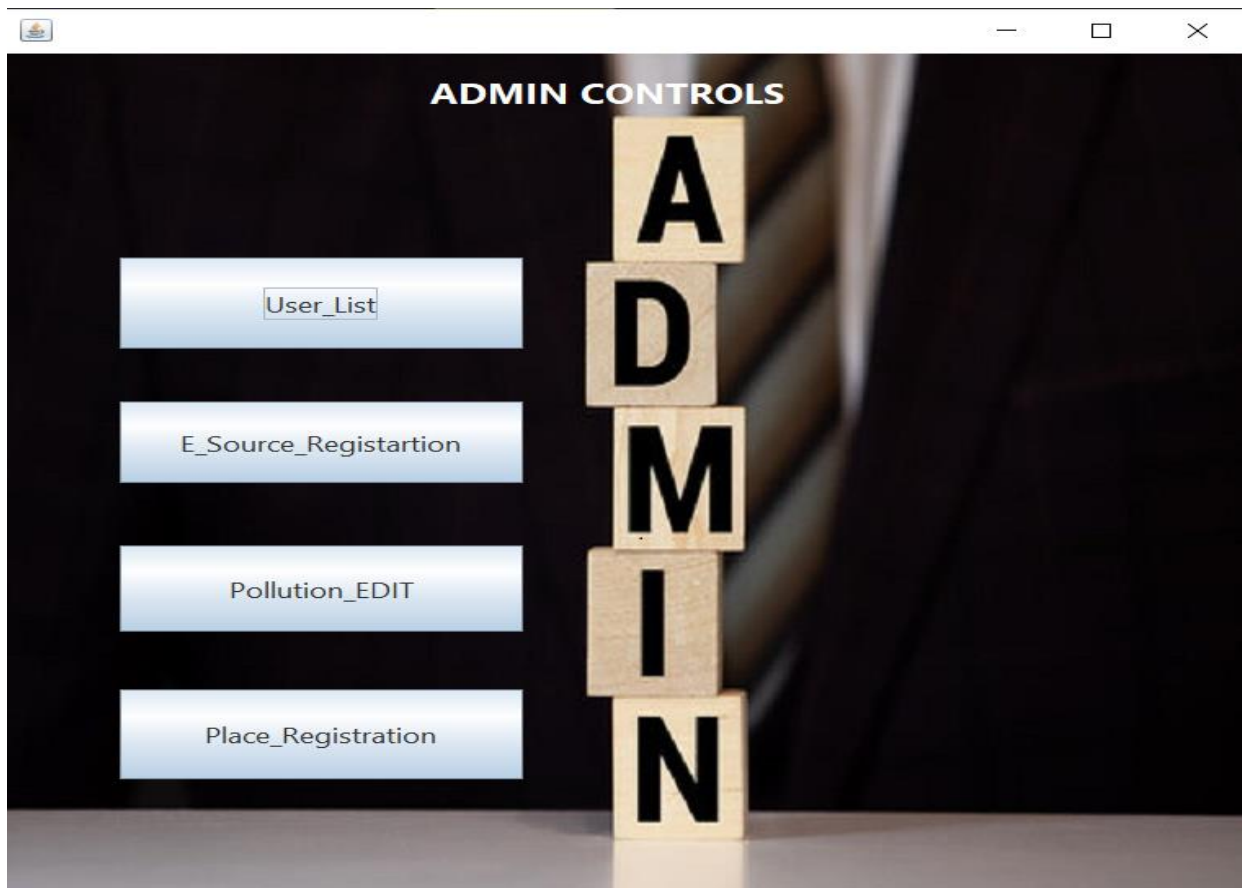 ADMIN CONTROLS
A
D
M
I
N
User_List
E_Source_Registartion
Pollution_EDIT
Place_Registration